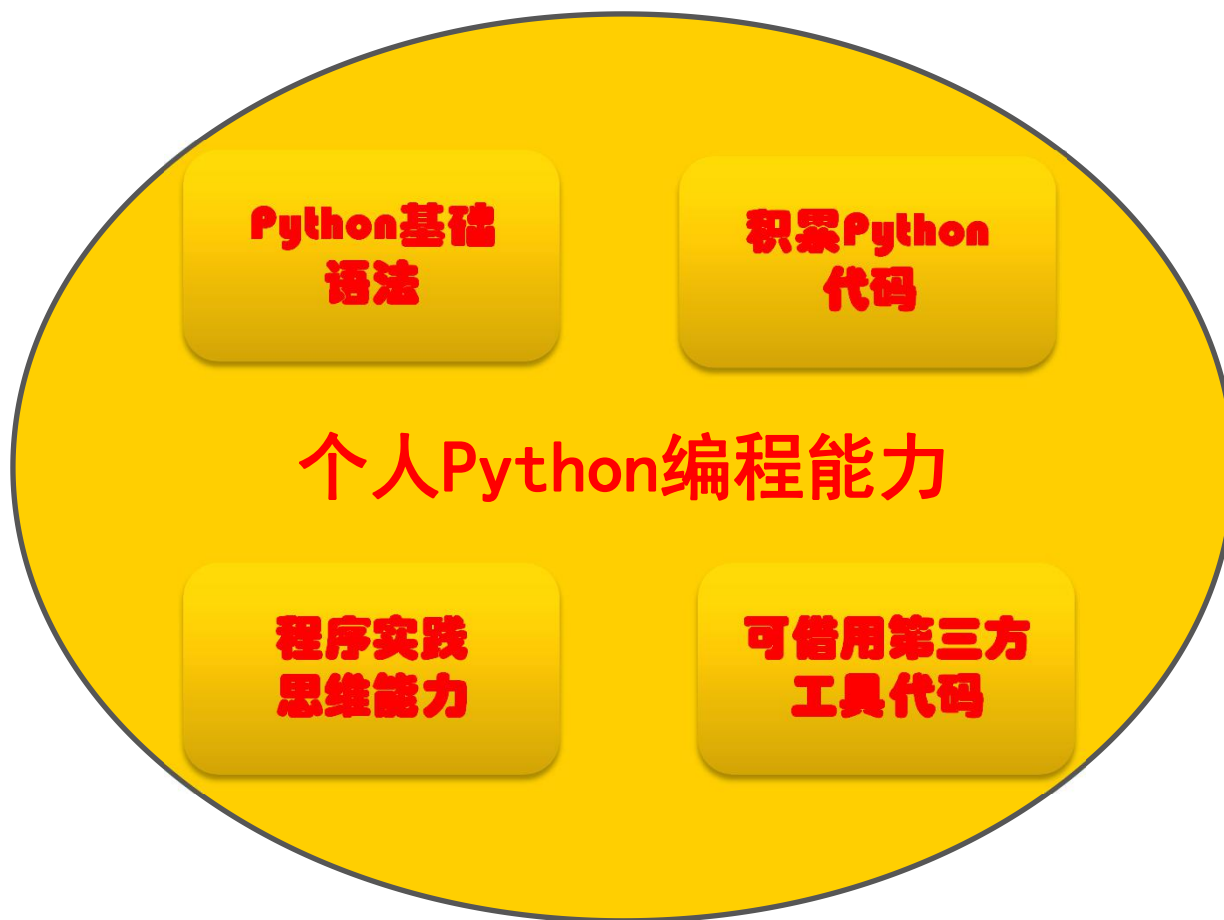 Python基础
语法
积累Python
代码
个人Python编程能力
程序实践
思维能力
可借用第三方
工具代码